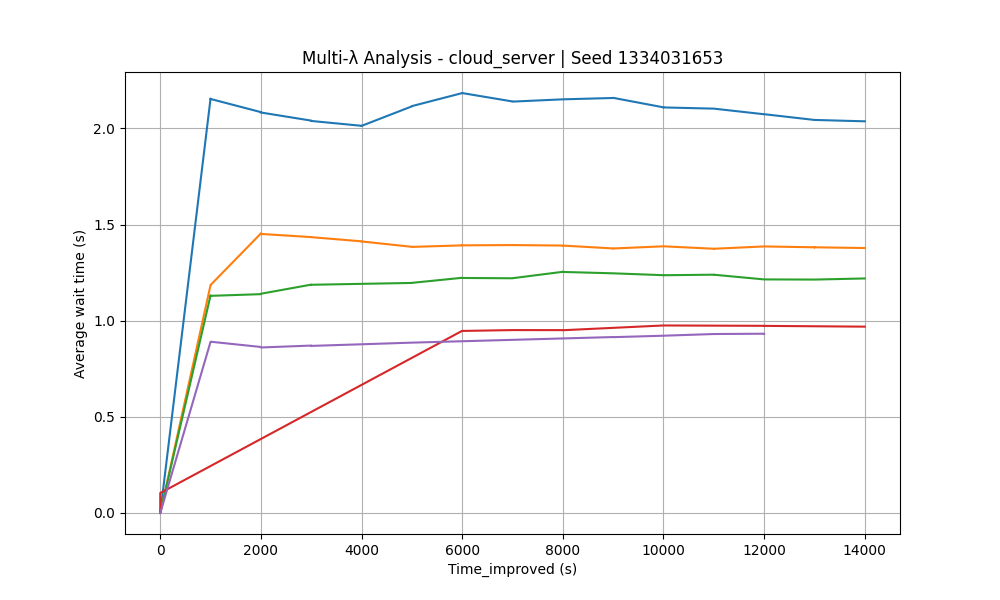 Multi-λ Analysis - cloud_server | Seed 1334031653
Average wait time (s)
2.0
1.5
1.0
0.5
0.0
0 2000 4000 6000 8000 10000 12000 14000
Time_improved (s)